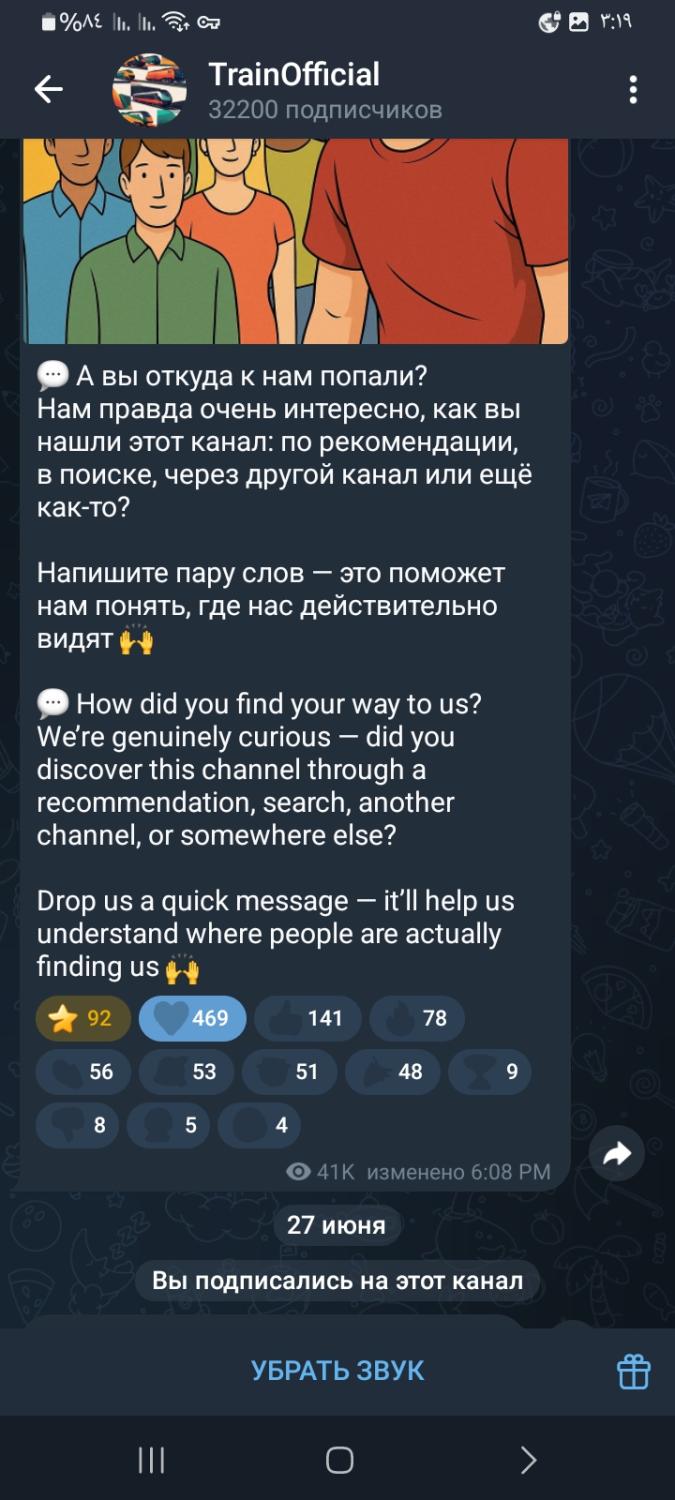 %٨٤
٣:١٩
TrainOfficial
32200 подписчиков
💬 А вы откуда к нам попали?
Нам правда очень интересно, как вы
нашли этот канал: по рекомендации,
в поиске, через другой канал или ещё
как-то?
Напишите пару слов — это поможет
нам понять, где нас действительно
видят 🙌
💬 How did you find your way to us?
We’re genuinely curious — did you
discover this channel through a
recommendation, search, another
channel, or somewhere else?
Drop us a quick message — it’ll help us
understand where people are actually
finding us 🙌
92 469 141 78
56 53 51 48 9
8 5 4
41K изменено 6:08 PM
27 июня
Вы подписались на этот канал
УБРАТЬ ЗВУК